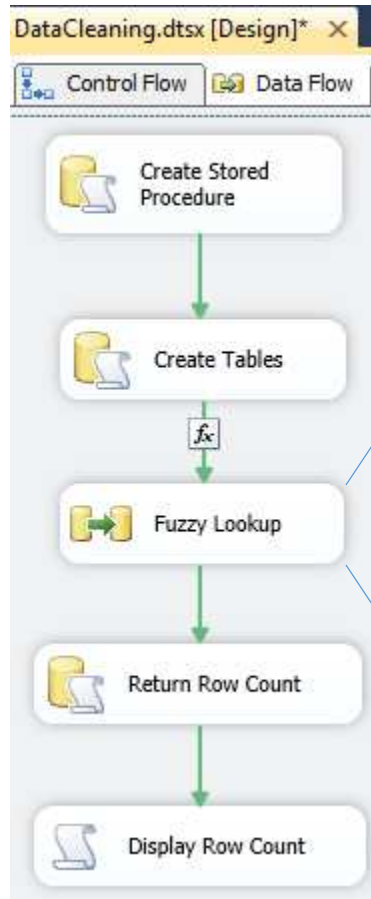 DataCleaning.dtsx [Design]*
Control Flow
Data Flow
Create Stored
Procedure
Create Tables
fx
Fuzzy Lookup
Return Row Count
Display Row Count